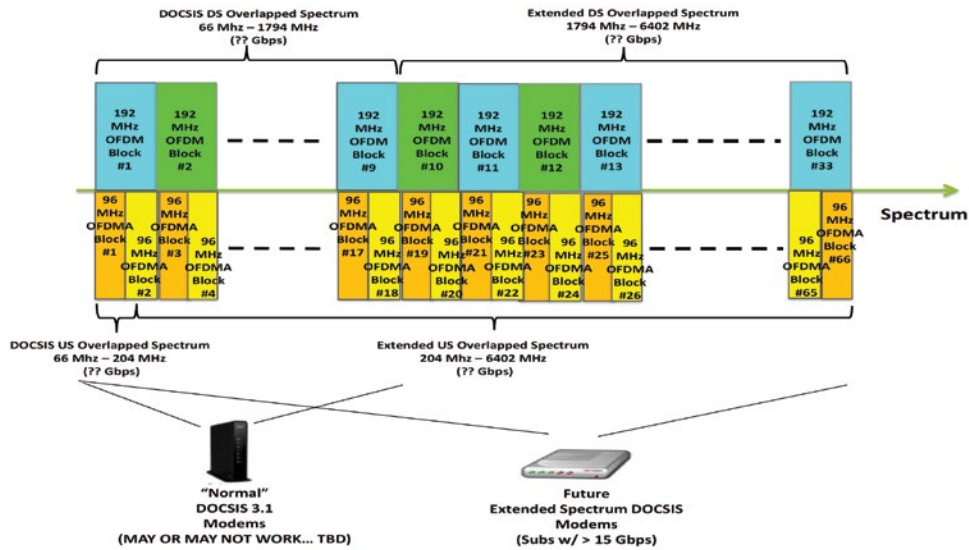 DOCSIS DS Overlapped Spectrum
66 Mhz – 1794 MHz
(?? Gbps)
Extended DS Overlapped Spectrum
1794 Mhz – 6402 MHz
(?? Gbps)
192
MHz
OFDM
Block
#1
192
MHz
OFDM
Block
#2
192
MHz
OFDM
Block
#9
192
MHz
OFDM
Block
#10
192
MHz
OFDM
Block
#11
192
MHz
OFDM
Block
#12
192
MHz
OFDM
Block
#13
192
MHz
OFDM
Block
#33
Spectrum
96
MHz
OFDMA
Block
#1
96
MHz
OFDMA
Block
#2
96
MHz
OFDMA
Block
#3
96
MHz
OFDMA
Block
#4
96
MHz
OFDMA
Block
#17
96
MHz
OFDMA
Block
#18
96
MHz
OFDMA
Block
#19
96
MHz
OFDMA
Block
#20
96
MHz
OFDMA
Block
#21
96
MHz
OFDMA
Block
#22
96
MHz
OFDMA
Block
#23
96
MHz
OFDMA
Block
#24
96
MHz
OFDMA
Block
#25
96
MHz
OFDMA
Block
#26
96
MHz
OFDMA
Block
#65
96
MHz
OFDMA
Block
#66
DOCSIS US Overlapped Spectrum
66 Mhz – 204 MHz
(?? Gbps)
Extended US Overlapped Spectrum
204 Mhz – 6402 MHz
(?? Gbps)
“Normal”
DOCSIS 3.1
Modems
(MAY OR MAY NOT WORK... TBD)
Future
Extended Spectrum DOCSIS
Modems
(Subs w/ > 15 Gbps)